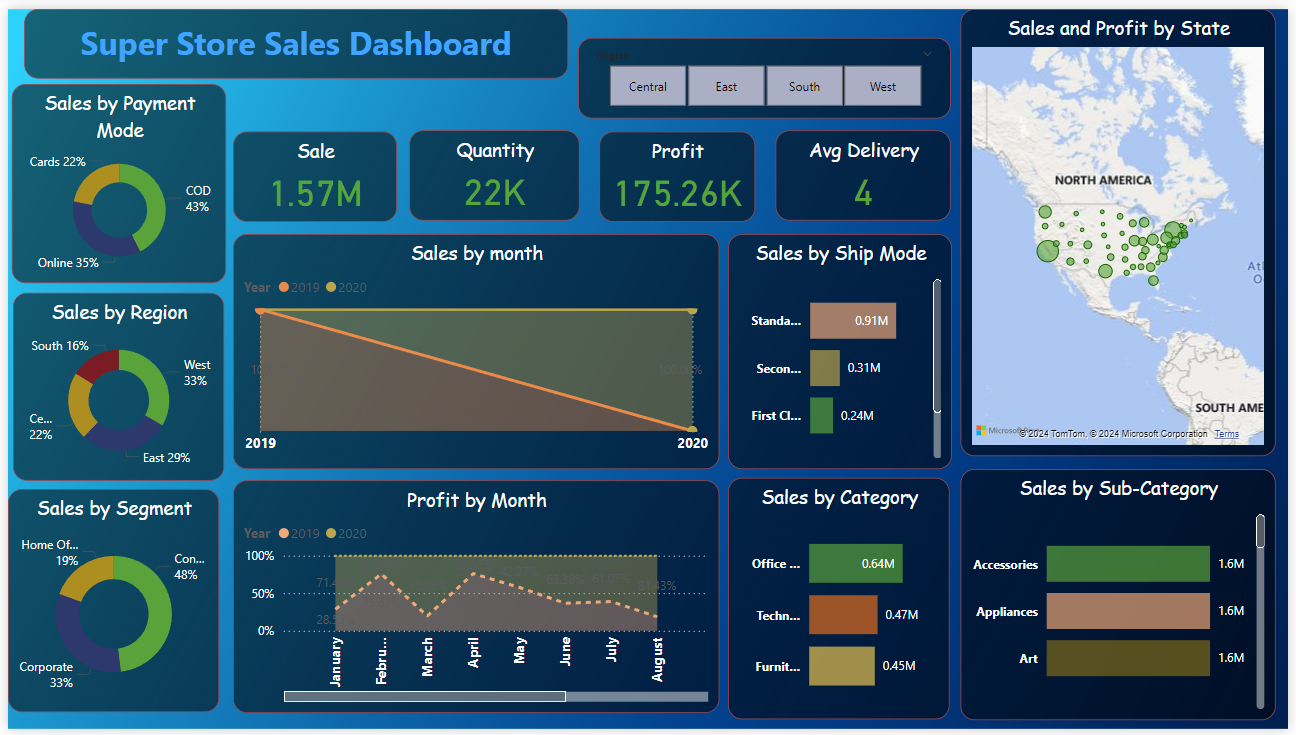 Super Store Sales Dashboard
Central
East
South
West
Sales and Profit by State
NORTH AMERICA
SOUTH AME
© 2024 TomTom, © 2024 Microsoft Corporation Terms
Sales by Payment
Mode
Cards 22%
COD
43%
Online 35%
Sale
1.57M
Quantity
22K
Profit
175.26K
Avg Delivery
4
Sales by Region
South 16%
West
33%
Ce...
22%
East 29%
Sales by month
Year 2019 2020
2019
2020
Sales by Ship Mode
Standa... 0.91M
Secon... 0.31M
First Cl... 0.24M
Sales by Segment
Home Of...
19%
Con...
48%
Corporate
33%
Profit by Month
Year 2019 2020
100%
50%
0%
January
Febru...
March
April
May
June
July
August
Sales by Category
Office ... 0.64M
Techn... 0.47M
Furnit... 0.45M
Sales by Sub-Category
Accessories 1.6M
Appliances 1.6M
Art 1.6M